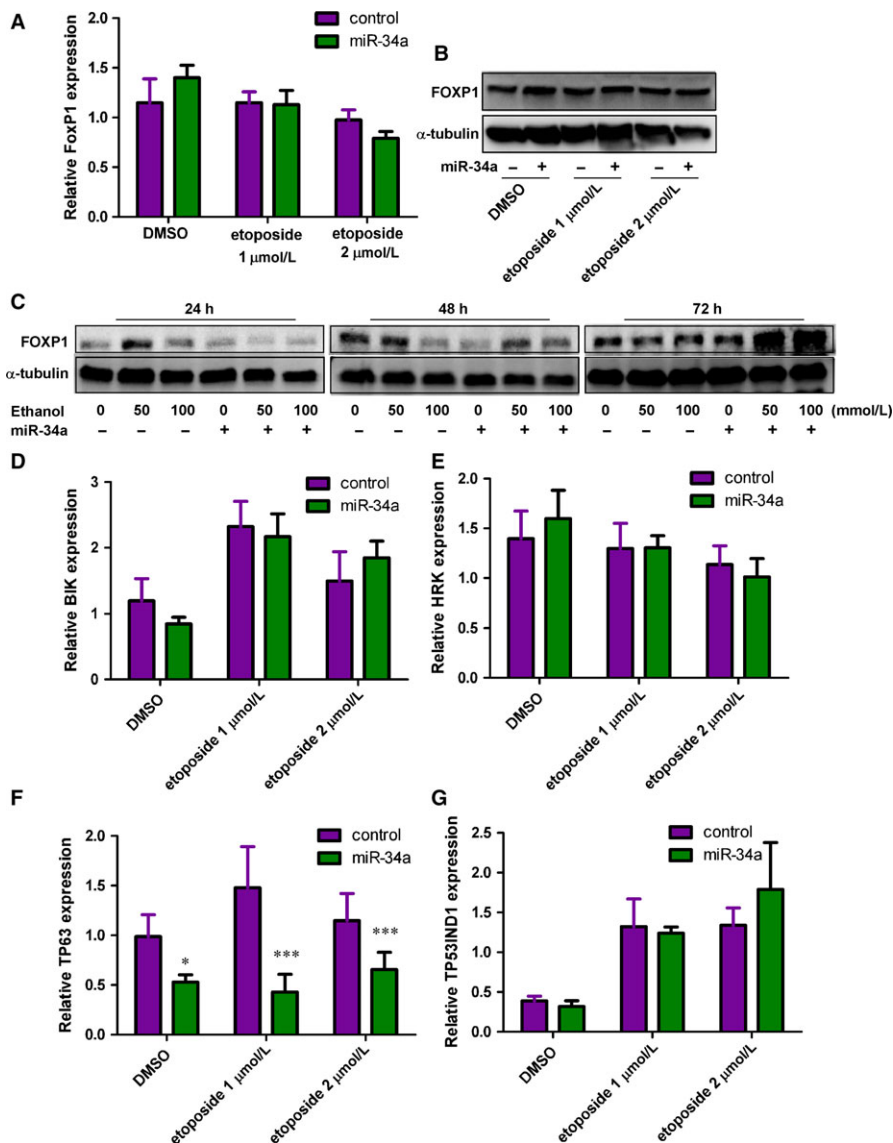 A
Relative FoxP1 expression
2.0
1.5
1.0
0.5
0.0
control
miR-34a
DMSO
etoposide 1 μmol/L
etoposide 2 μmol/L
B
FOXP1
α-tubulin
miR-34a – + – + – +
DMSO
etoposide 1 μmol/L
etoposide 2 μmol/L
C
24 h 48 h 72 h
FOXP1
α-tubulin
Ethanol 0 50 100 0 50 100 0 50 100 0 50 100 0 50 100 0 50 100 (mmol/L)
miR-34a – – – + + + – – – + + + – – – + + +
D
Relative BIK expression
3
2
1
0
control
miR-34a
DMSO
etoposide 1 μmol/L
etoposide 2 μmol/L
E
Relative HRK expression
2.0
1.5
1.0
0.5
0.0
control
miR-34a
DMSO
etoposide 1 μmol/L
etoposide 2 μmol/L
F
Relative TP63 expression
2.0
1.5
1.0
0.5
0.0
control
miR-34a
*
***
***
DMSO
etoposide 1 μmol/L
etoposide 2 μmol/L
G
Relative TP53IND1 expression
2.5
2.0
1.5
1.0
0.5
0.0
control
miR-34a
DMSO
etoposide 1 μmol/L
etoposide 2 μmol/L